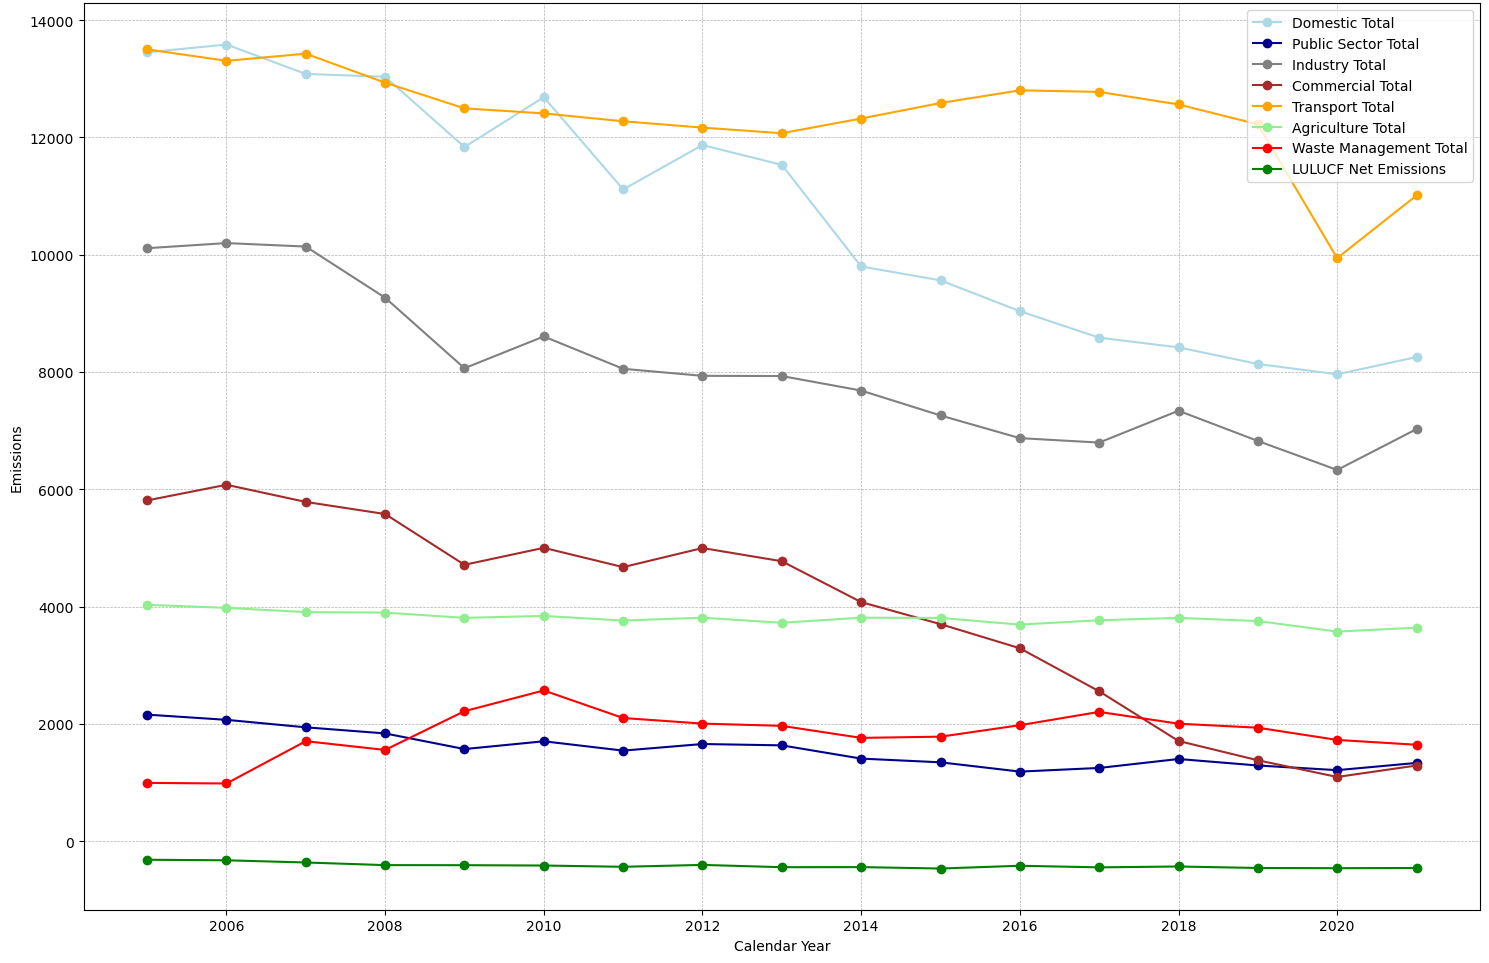 14000
12000
10000
8000
6000
4000
2000
0
Emissions
2006
2008
2010
2012
2014
2016
2018
2020
Calendar Year
Domestic Total
Public Sector Total
Industry Total
Commercial Total
Transport Total
Agriculture Total
Waste Management Total
LULUCF Net Emissions